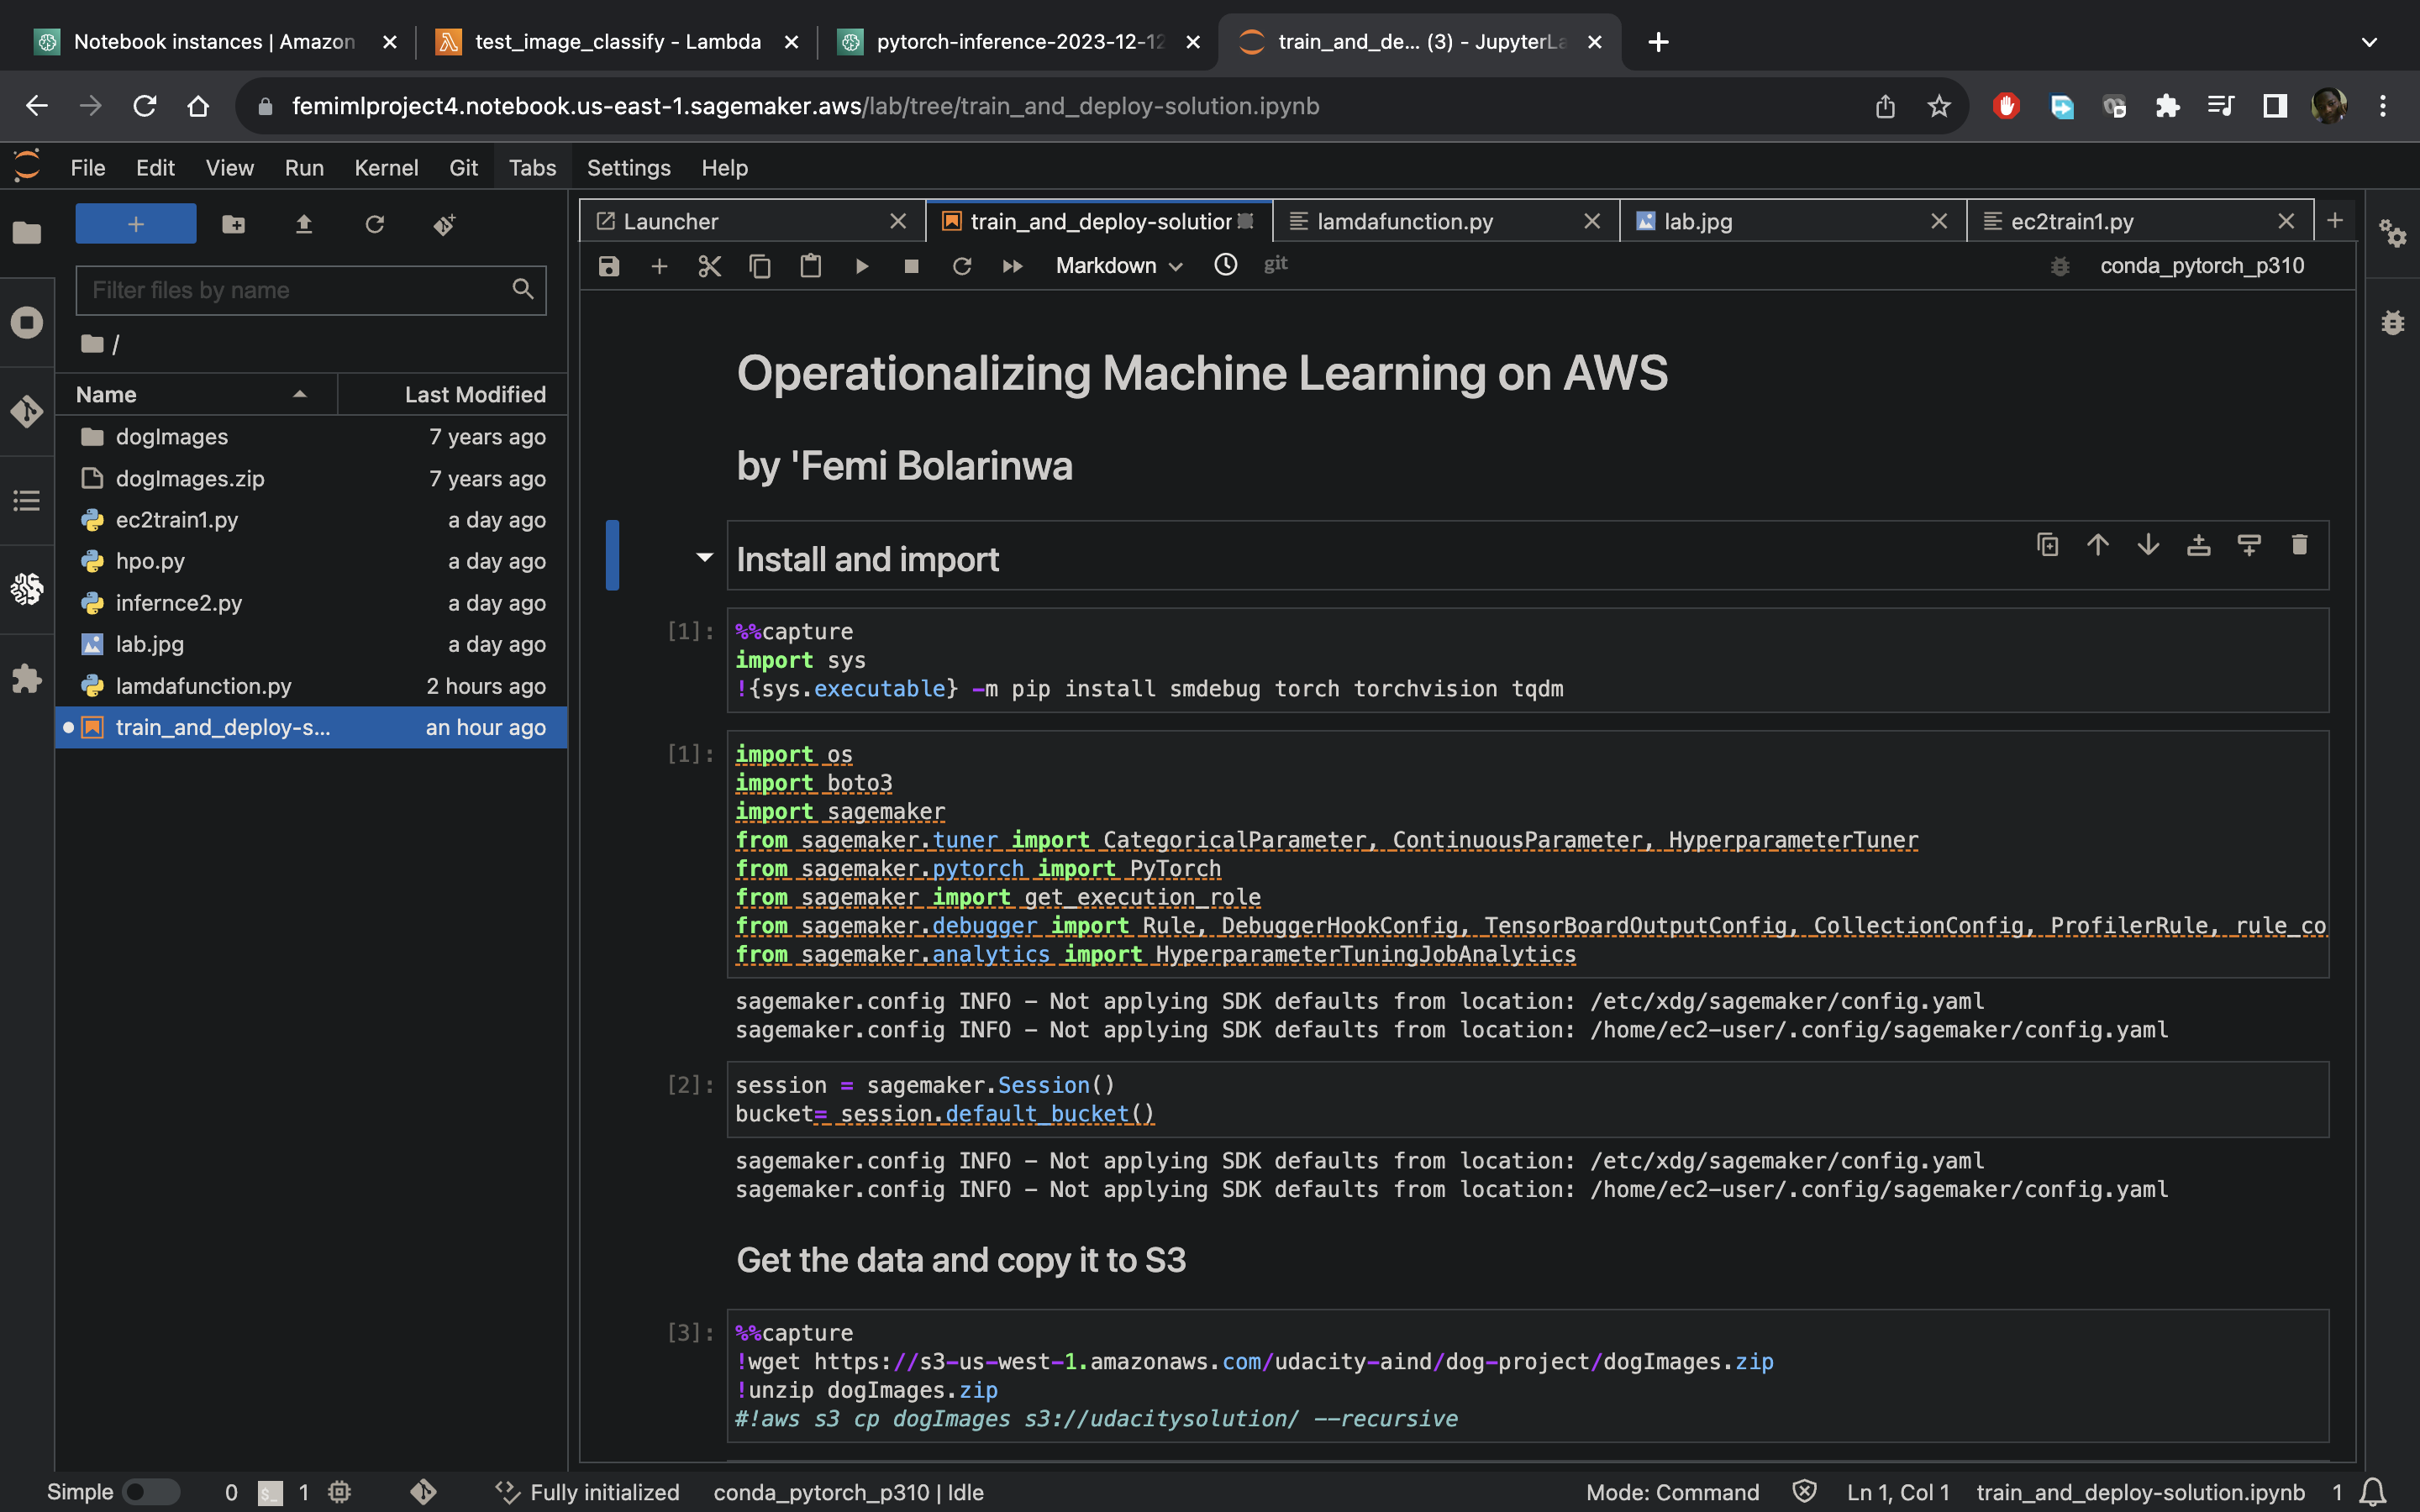 Notebook instances | Amazon
test_image_classify - Lambda
pytorch-inference-2023-12-12
train_and_de... (3) - JupyterLa
femimlproject4.notebook.us-east-1.sagemaker.aws/lab/tree/train_and_deploy-solution.ipynb
File Edit View Run Kernel Git Tabs Settings Help
+
Filter files by name
/
Name Last Modified
dogImages 7 years ago
dogImages.zip 7 years ago
ec2train1.py a day ago
hpo.py a day ago
infernce2.py a day ago
lab.jpg a day ago
lamdafunction.py 2 hours ago
train_and_deploy-s... an hour ago
Launcher
train_and_deploy-solution
lamdafunction.py
lab.jpg
ec2train1.py
Markdown
git
conda_pytorch_p310
Operationalizing Machine Learning on AWS
by 'Femi Bolarinwa
Install and import
[1]: %%capture
import sys
!{sys.executable} -m pip install smdebug torch torchvision tqdm
[1]: import os
import boto3
import sagemaker
from sagemaker.tuner import CategoricalParameter, ContinuousParameter, HyperparameterTuner
from sagemaker.pytorch import PyTorch
from sagemaker import get_execution_role
from sagemaker.debugger import Rule, DebuggerHookConfig, TensorBoardOutputConfig, CollectionConfig, ProfilerRule, rule_co
from sagemaker.analytics import HyperparameterTuningJobAnalytics
sagemaker.config INFO - Not applying SDK defaults from location: /etc/xdg/sagemaker/config.yaml
sagemaker.config INFO - Not applying SDK defaults from location: /home/ec2-user/.config/sagemaker/config.yaml
[2]: session = sagemaker.Session()
bucket= session.default_bucket()
sagemaker.config INFO - Not applying SDK defaults from location: /etc/xdg/sagemaker/config.yaml
sagemaker.config INFO - Not applying SDK defaults from location: /home/ec2-user/.config/sagemaker/config.yaml
Get the data and copy it to S3
[3]: %%capture
!wget https://s3-us-west-1.amazonaws.com/udacity-aind/dog-project/dogImages.zip
!unzip dogImages.zip
#!aws s3 cp dogImages s3://udacitysolution/ --recursive
Simple 0 $_ 1 Fully initialized conda_pytorch_p310 | Idle Mode: Command Ln 1, Col 1 train_and_deploy-solution.ipynb 1